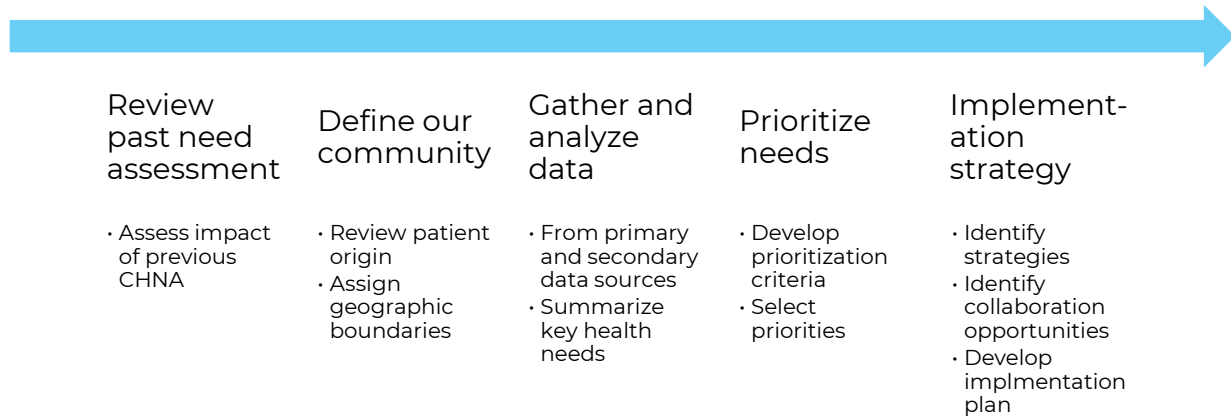 Review
past need
assessment
· Assess impact
of previous
CHNA
Define our
community
· Review patient
origin
· Assign
geographic
boundaries
Gather and
analyze
data
· From primary
and secondary
data sources
· Summarize
key health
needs
Prioritize
needs
· Develop
prioritization
criteria
· Select
priorities
Implement-
ation
strategy
· Identify
strategies
· Identify
collaboration
opportunities
· Develop
implmentation
plan